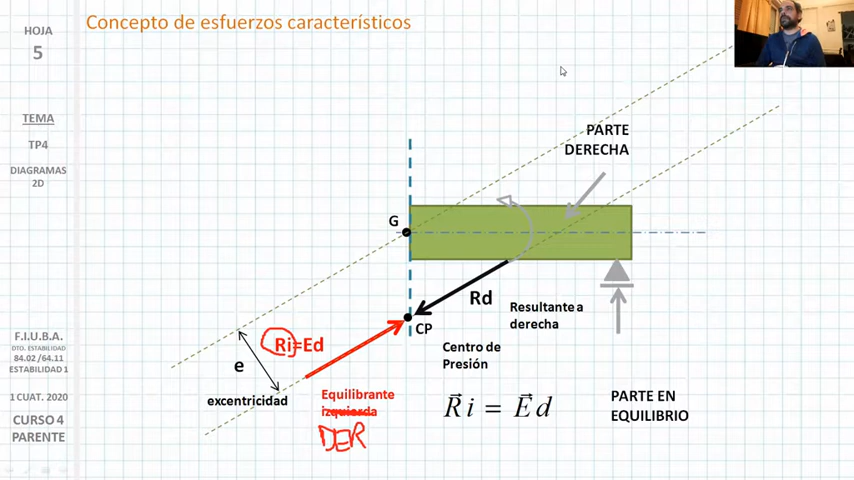 Concepto de esfuerzos característicos
HOJA
5
TEMA
TP4
DIAGRAMAS
2D
PARTE
DERECHA
G
Rd
Resultante a
derecha
CP
Centro de
Presión
Ri=Ed
e
excentricidad
Equilibrante
izquierda
DER
R⃗i = E⃗d
PARTE EN
EQUILIBRIO
F.I.U.B.A.
DTO. ESTABILIDAD
84.02/64.11
ESTABILIDAD 1
1 CUAT. 2020
CURSO 4
PARENTE